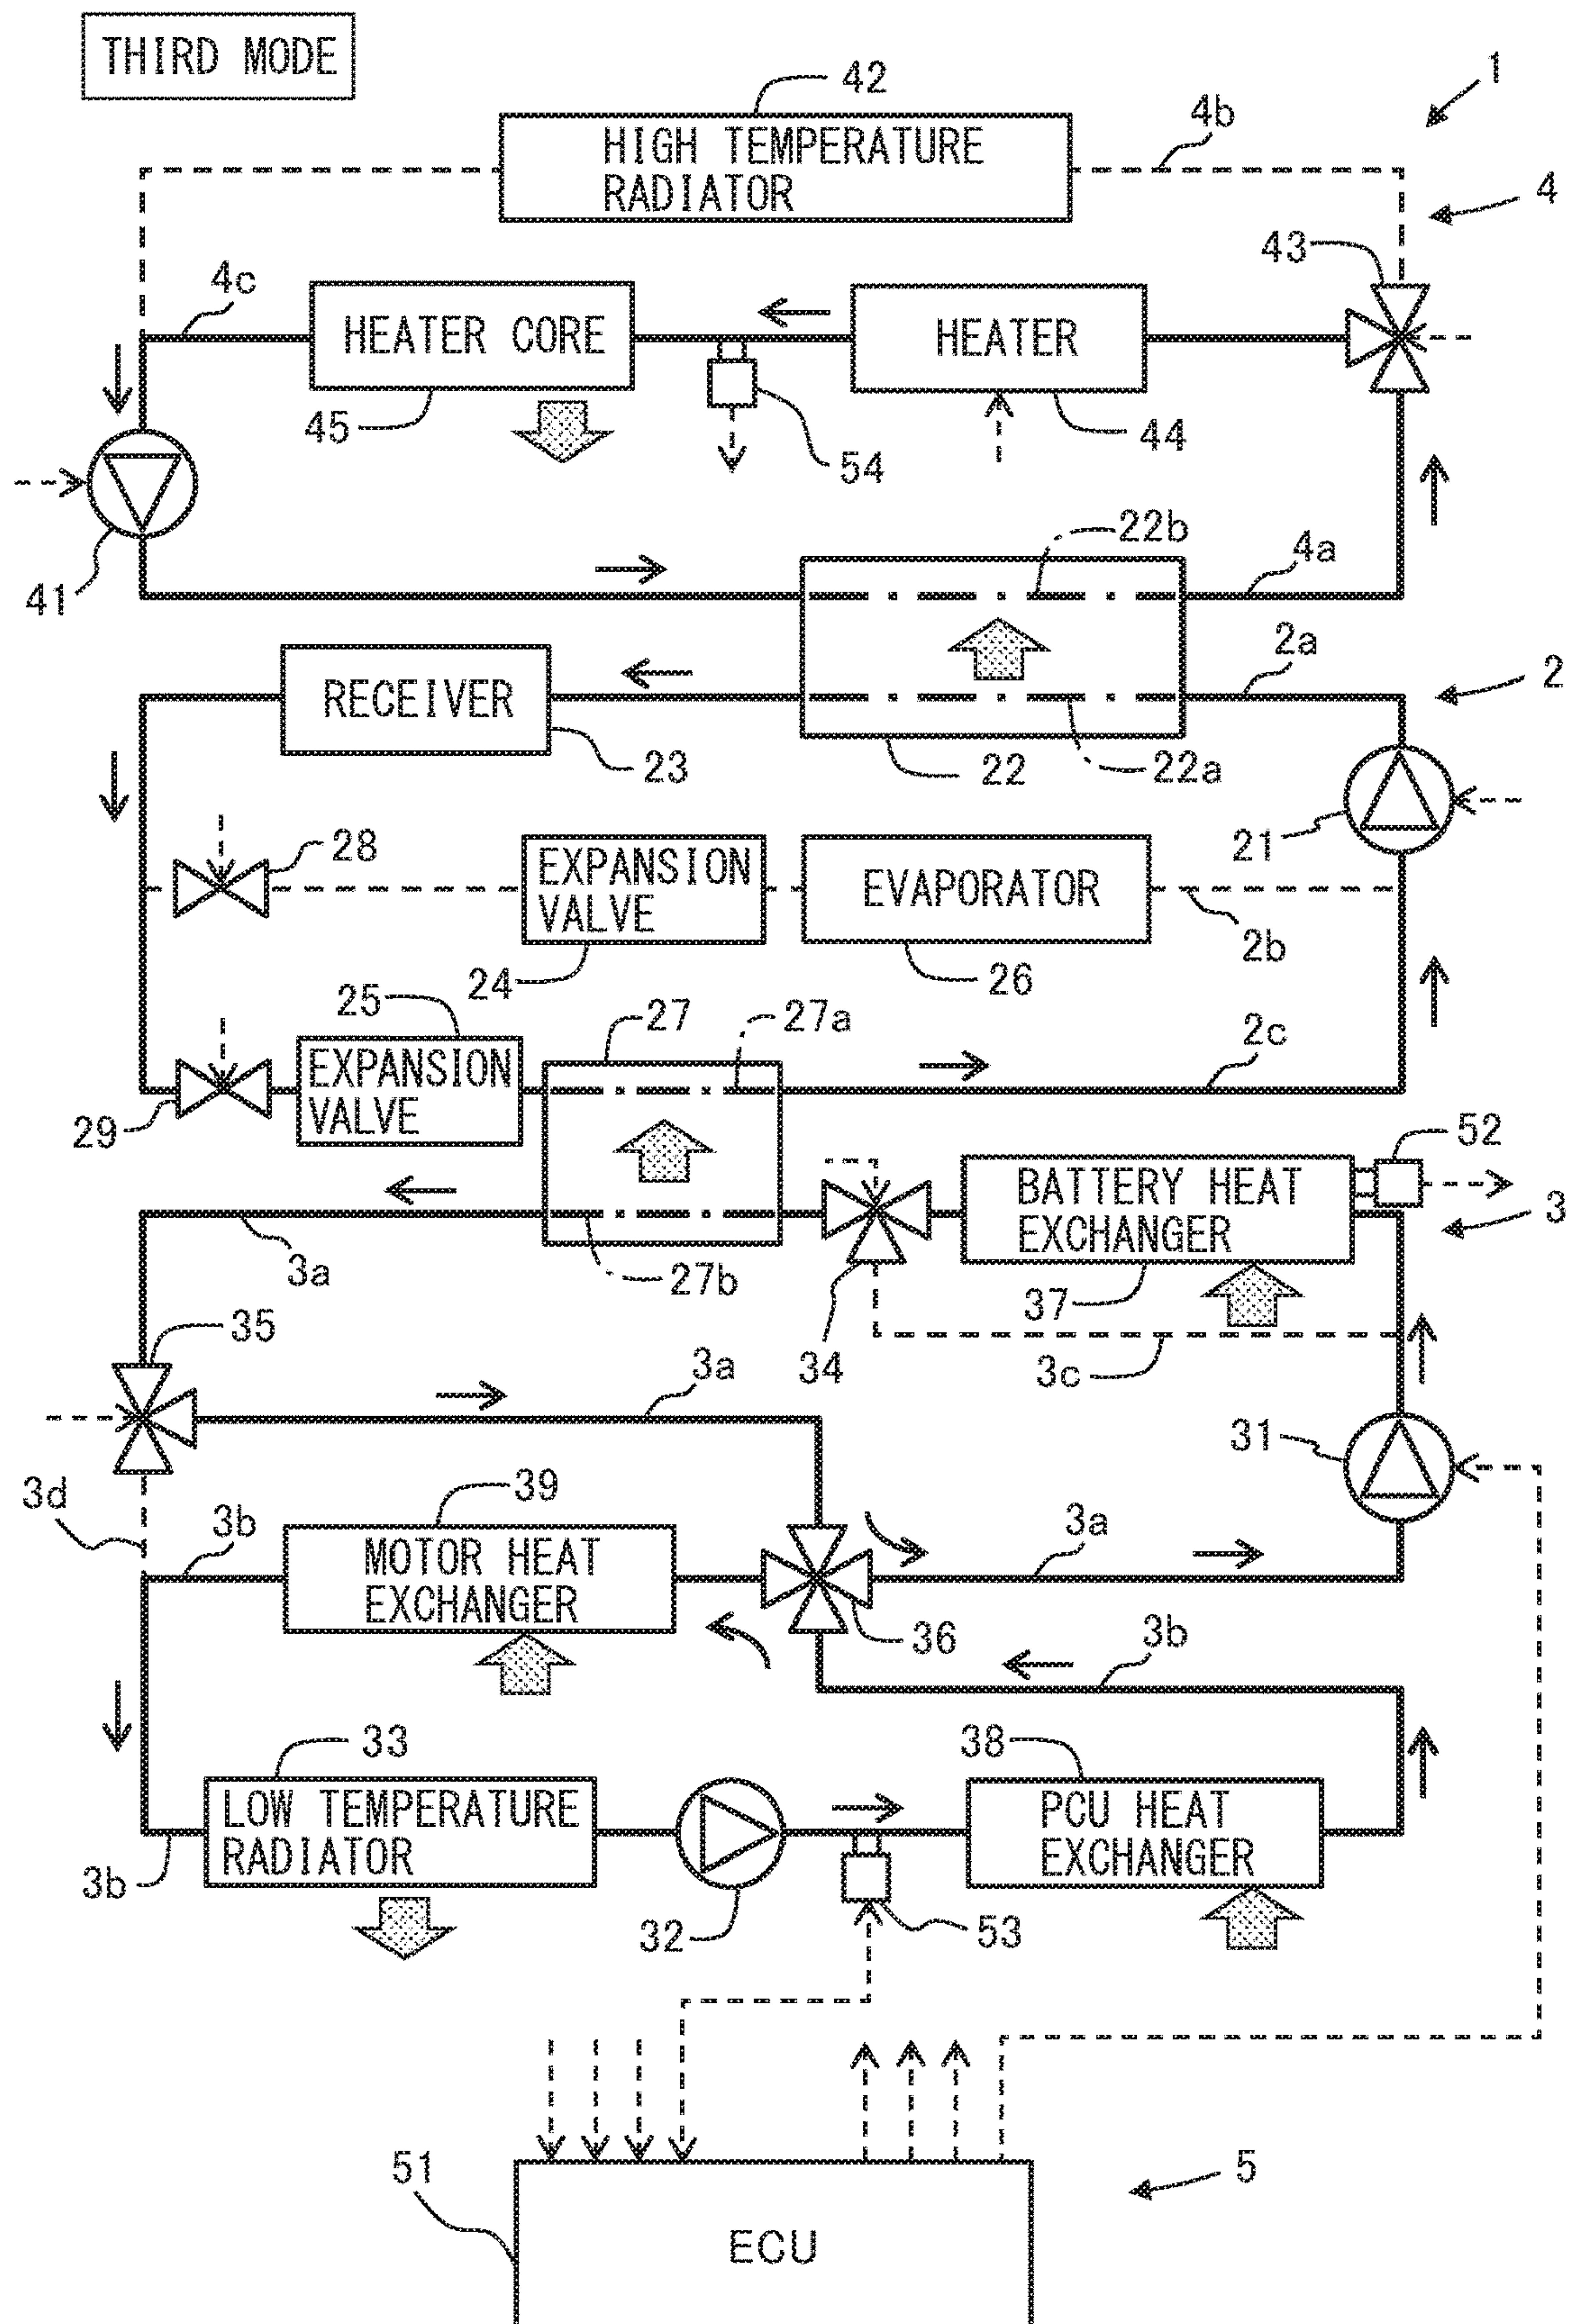 THIRD MODE
42
1
HIGH TEMPERATURE
RADIATOR
4b
4
43
4c
HEATER CORE
HEATER
45
54
44
41
22b
4a
2a
2
RECEIVER
23
22
22a
21
28
EXPANSION
VALVE
EVAPORATOR
24
26
2b
25
27
27a
2c
EXPANSION
VALVE
29
52
BATTERY HEAT
EXCHANGER
3
3a
27b
37
35
34
3c
3a
31
3d
39
3b
3a
MOTOR HEAT
EXCHANGER
36
3b
33
38
LOW TEMPERATURE
RADIATOR
PCU HEAT
EXCHANGER
3b
32
53
51
5
ECU